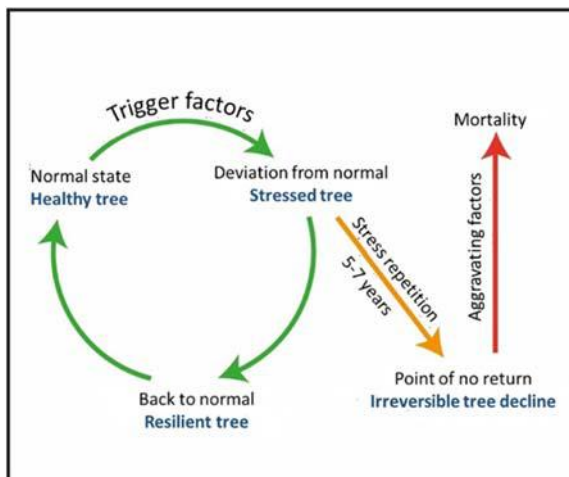 Trigger factors
Normal state
Healthy tree
Deviation from normal
Stressed tree
Mortality
Stress repetition
5-7 years
Aggravating factors
Back to normal
Resilient tree
Point of no return
Irreversible tree decline